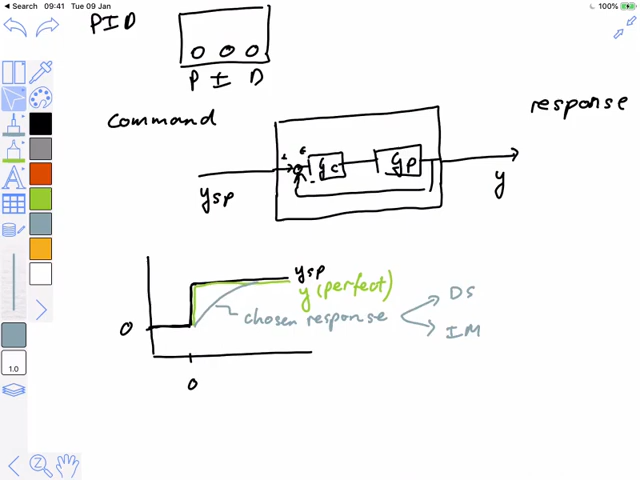 Search 09:41 Tue 09 Jan
100%
PID
P I D
command
response
ysp
+ e
-
gc
gp
y
ysp
y (perfect)
chosen response
DS
IM
0
0
A
1.0
Z